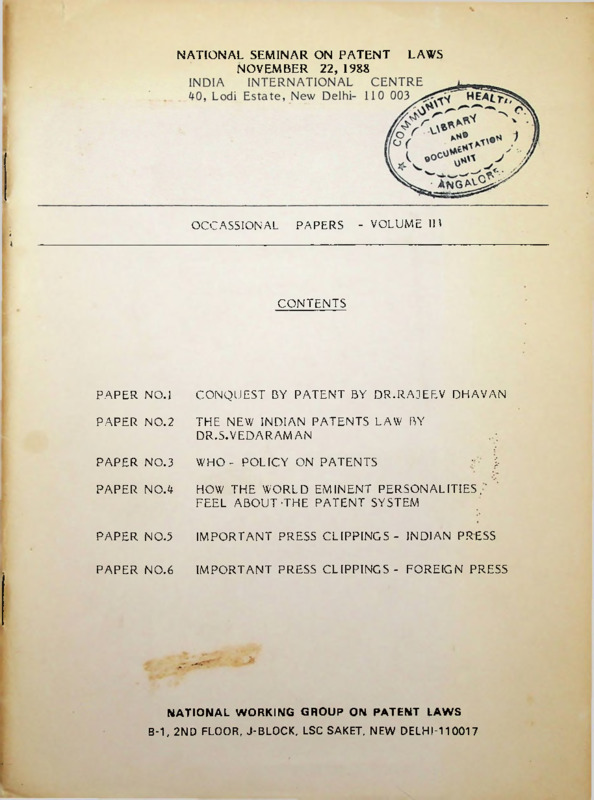 NATIONAL SEMINAR ON PATENT LAWS
NOVEMBER 22, 1988
INDIA INTERNATIONAL CENTRE
40, Lodi Estate, New Delhi- 110 003
COMMUNITY HEALTH C
LIBRARY
AND
DOCUMENTATION
UNIT
ANGALORE
OCCASSIONAL PAPERS - VOLUME III
CONTENTS
PAPER NO.1 CONQUEST BY PATENT BY DR.RAJEEV DHAVAN
PAPER NO.2 THE NEW INDIAN PATENTS LAW BY
DR.S.VEDARAMAN
PAPER NO.3 WHO - POLICY ON PATENTS
PAPER NO.4 HOW THE WORLD EMINENT PERSONALITIES
FEEL ABOUT THE PATENT SYSTEM
PAPER NO.5 IMPORTANT PRESS CLIPPINGS - INDIAN PRESS
PAPER NO.6 IMPORTANT PRESS CLIPPINGS - FOREIGN PRESS
NATIONAL WORKING GROUP ON PATENT LAWS
B-1, 2ND FLOOR, J-BLOCK, LSC SAKET, NEW DELHI-110017